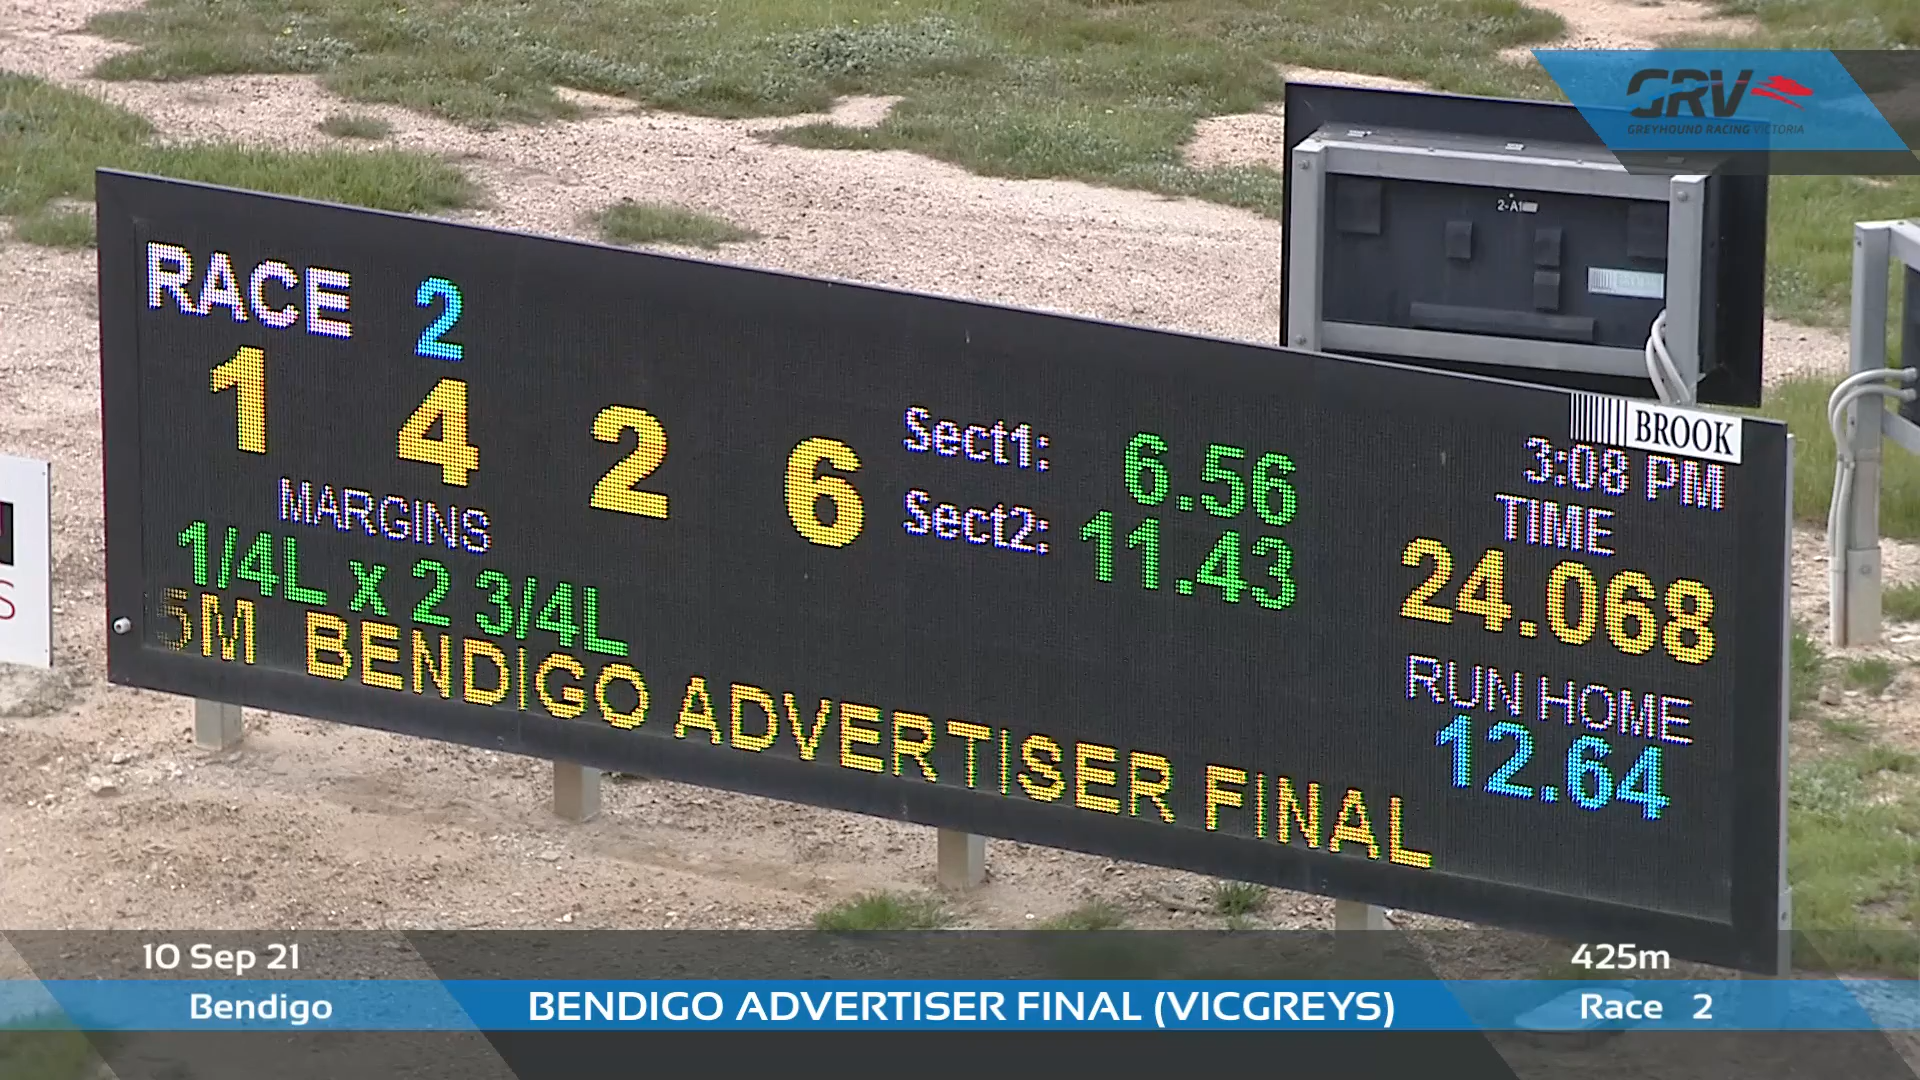 GRV
GREYHOUND RACING VICTORIA
2-A1
BROOK
RACE 2
3:08 PM
1 4 2 6
Sect1: 6.56
Sect2: 11.43
TIME
24.068
MARGINS
1/4L x 2 3/4L
RUN HOME
12.64
5M BENDIGO ADVERTISER FINAL
10 Sep 21
425m
Bendigo
BENDIGO ADVERTISER FINAL (VICGREYS)
Race 2